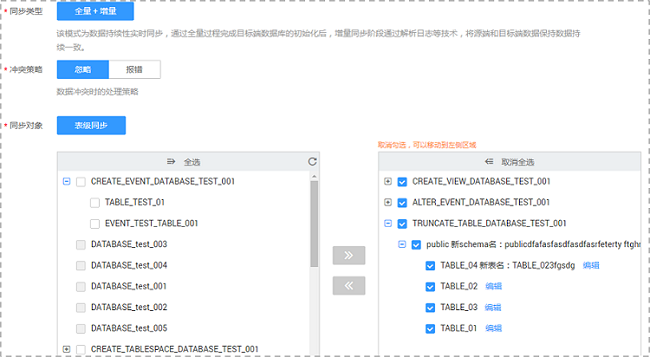 * 同步类型 全量+增量
该模式为数据持续性实时同步，通过全量过程完成目标端数据库的初始化后，增量同步阶段通过解析日志等技术，将源端和目标端数据保持数据
持续一致。
* 冲突策略 忽略 报错
数据冲突时的处理策略
* 同步对象 表级同步
取消勾选，可以移动到左侧区域
全选
CREATE_EVENT_DATABASE_TEST_001
TABLE_TEST_01
EVENT_TEST_TABLE_001
DATABASE_test_003
DATABASE_test_004
DATABASE_test_001
DATABASE_test_002
DATABASE_test_005
CREATE_TABLESPACE_DATABASE_TEST_001
取消全选
CREATE_VIEW_DATABASE_TEST_001
ALTER_EVENT_DATABASE_TEST_001
TRUNCATE_TABLE_DATABASE_TEST_001
public 新schema名：publicdfafasfasdfasdfasrfeterty ftghr
TABLE_04 新表名：TABLE_023fgsdg 编辑
TABLE_02 编辑
TABLE_03 编辑
TABLE_01 编辑